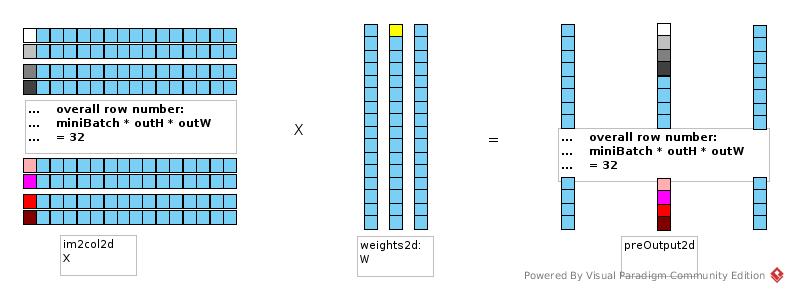 ... overall row number:
... miniBatch * outH * outW
... = 32
X
=
... overall row number:
... miniBatch * outH * outW
... = 32
im2col2d
X
weights2d:
W
preOutput2d
Powered By Visual Paradigm Community Edition